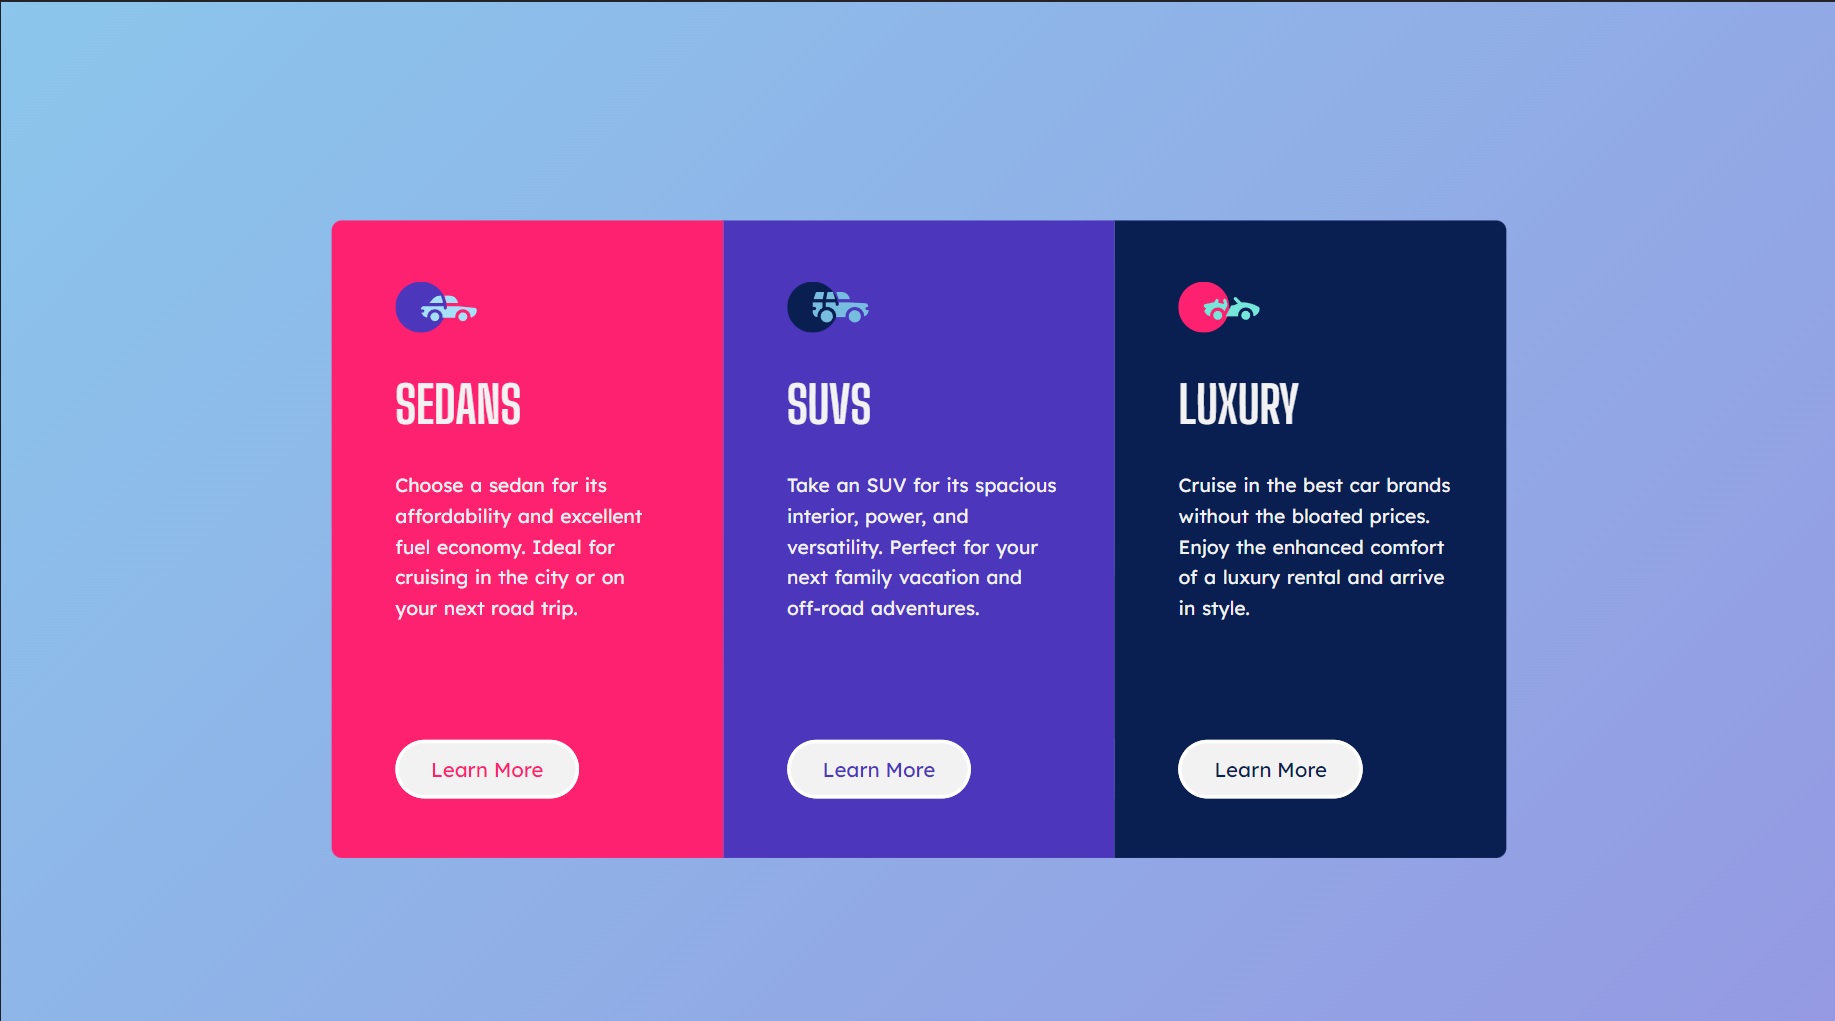 SEDANS
Choose a sedan for its
affordability and excellent
fuel economy. Ideal for
cruising in the city or on
your next road trip.
Learn More
SUVS
Take an SUV for its spacious
interior, power, and
versatility. Perfect for your
next family vacation and
off-road adventures.
Learn More
LUXURY
Cruise in the best car brands
without the bloated prices.
Enjoy the enhanced comfort
of a luxury rental and arrive
in style.
Learn More